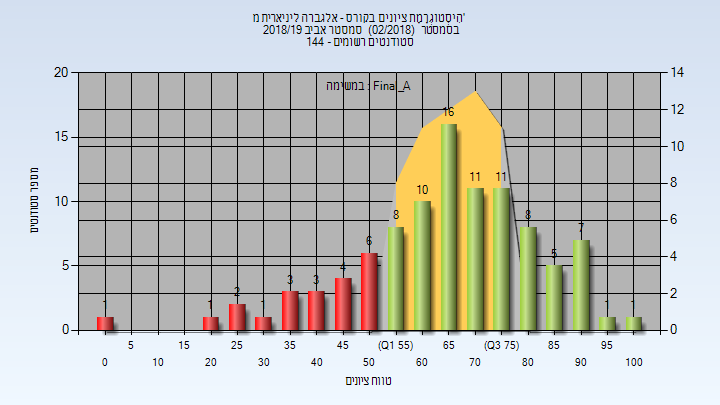 הִיסטוֹגרָמַת ציונים בקורס - אלגברה ליניארית מ'
בסמסטר (02/2018) סמסטר אביב 2018/19
סטודנטים רשומים - 144
במשימה : Final_A
מספר סטודנטים
20
15
10
5
0
14
12
10
8
6
4
2
0
1 1 2 1 3 3 4 6 8 10 16 11 11 8 5 7 1 1
5 15 25 35 45 (Q1 55) 65 (Q3 75) 85 95
0 10 20 30 40 50 60 70 80 90 100
טווח ציונים